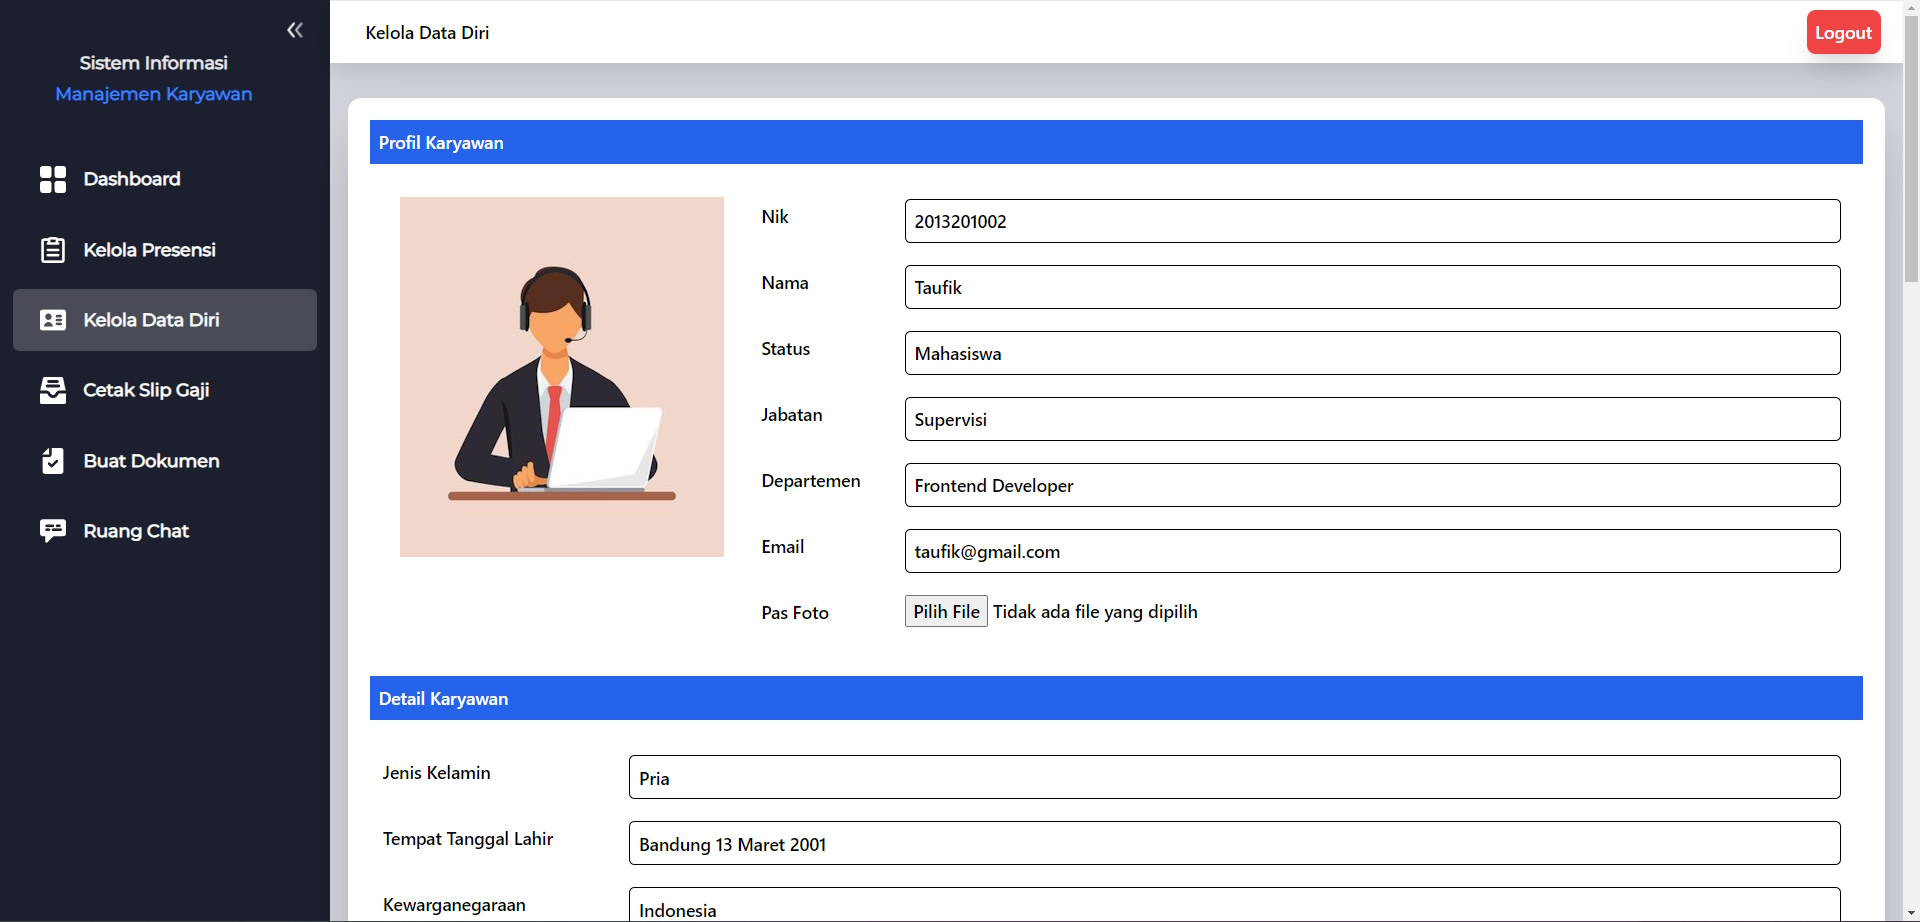 Sistem Informasi
Manajemen Karyawan
Dashboard
Kelola Presensi
Kelola Data Diri
Cetak Slip Gaji
Buat Dokumen
Ruang Chat
Kelola Data Diri
Logout
Profil Karyawan
Nik 2013201002
Nama Taufik
Status Mahasiswa
Jabatan Supervisi
Departemen Frontend Developer
Email taufik@gmail.com
Pas Foto Pilih File Tidak ada file yang dipilih
Detail Karyawan
Jenis Kelamin Pria
Tempat Tanggal Lahir Bandung 13 Maret 2001
Kewarganegaraan Indonesia